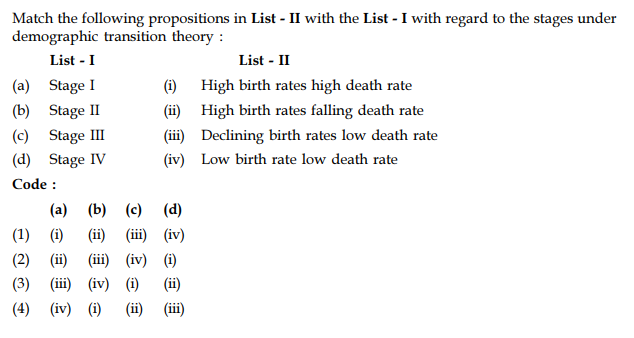 Match the following propositions in List - II with the List - I with regard to the stages under
demographic transition theory :
List - I List - II
(a) Stage I (i) High birth rates high death rate
(b) Stage II (ii) High birth rates falling death rate
(c) Stage III (iii) Declining birth rates low death rate
(d) Stage IV (iv) Low birth rate low death rate
Code :
(a) (b) (c) (d)
(1) (i) (ii) (iii) (iv)
(2) (ii) (iii) (iv) (i)
(3) (iii) (iv) (i) (ii)
(4) (iv) (i) (ii) (iii)